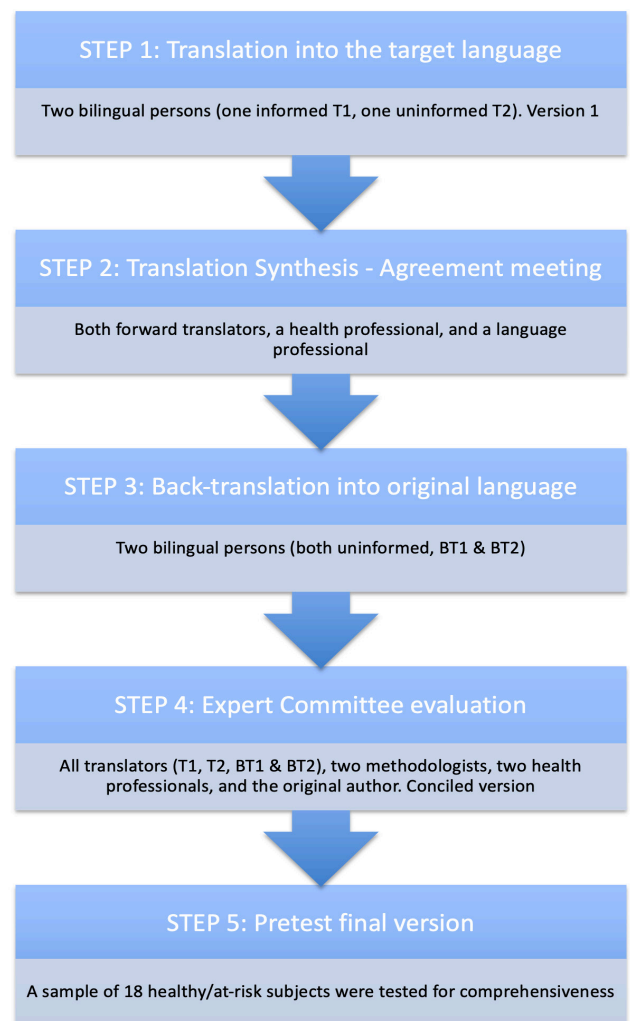 STEP 1: Translation into the target language
Two bilingual persons (one informed T1, one uninformed T2). Version 1
STEP 2: Translation Synthesis - Agreement meeting
Both forward translators, a health professional, and a language
professional
STEP 3: Back-translation into original language
Two bilingual persons (both uninformed, BT1 & BT2)
STEP 4: Expert Committee evaluation
All translators (T1, T2, BT1 & BT2), two methodologists, two health
professionals, and the original author. Conciled version
STEP 5: Pretest final version
A sample of 18 healthy/at-risk subjects were tested for comprehensiveness